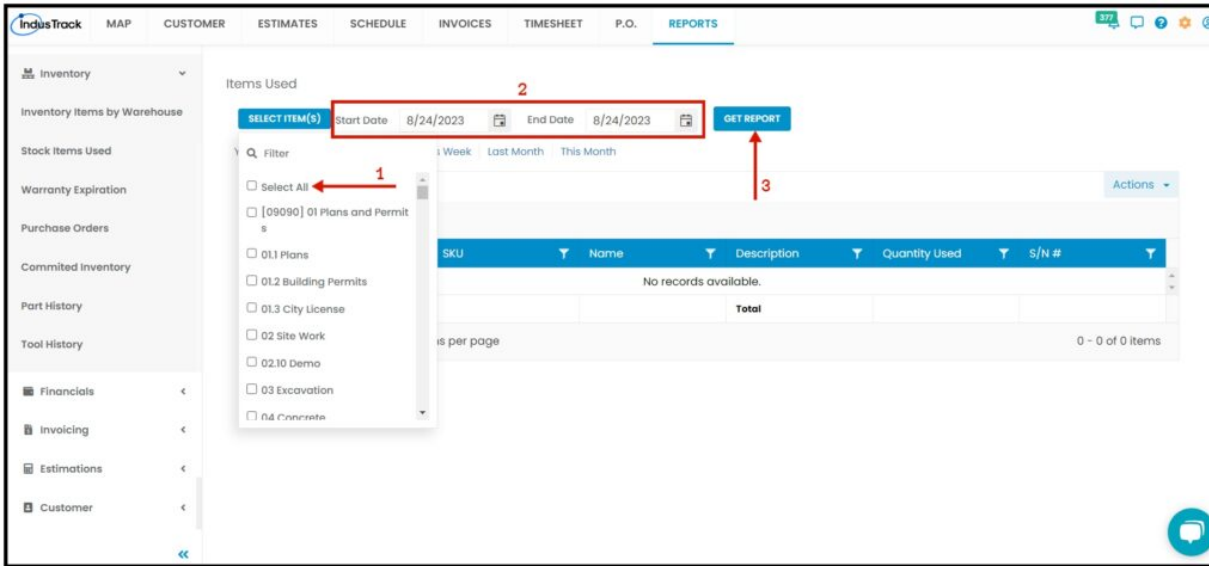 IndusTrack MAP CUSTOMER ESTIMATES SCHEDULE INVOICES TIMESHEET P.O. REPORTS 377
Inventory
Inventory Items by Warehouse
Stock Items Used
Warranty Expiration
Purchase Orders
Commited Inventory
Part History
Tool History
Financials
Invoicing
Estimations
Customer
Items Used
2
SELECT ITEM(S) Start Date 8/24/2023 End Date 8/24/2023 GET REPORT
Filter
Week Last Month This Month
Select All 1
3
Actions
[09090] 01 Plans and Permit
s
01.1 Plans
01.2 Building Permits
01.3 City License
02 Site Work
02.10 Demo
03 Excavation
04 Concrete
SKU Name Description Quantity Used S/N #
No records available.
Total
per page 0 - 0 of 0 items